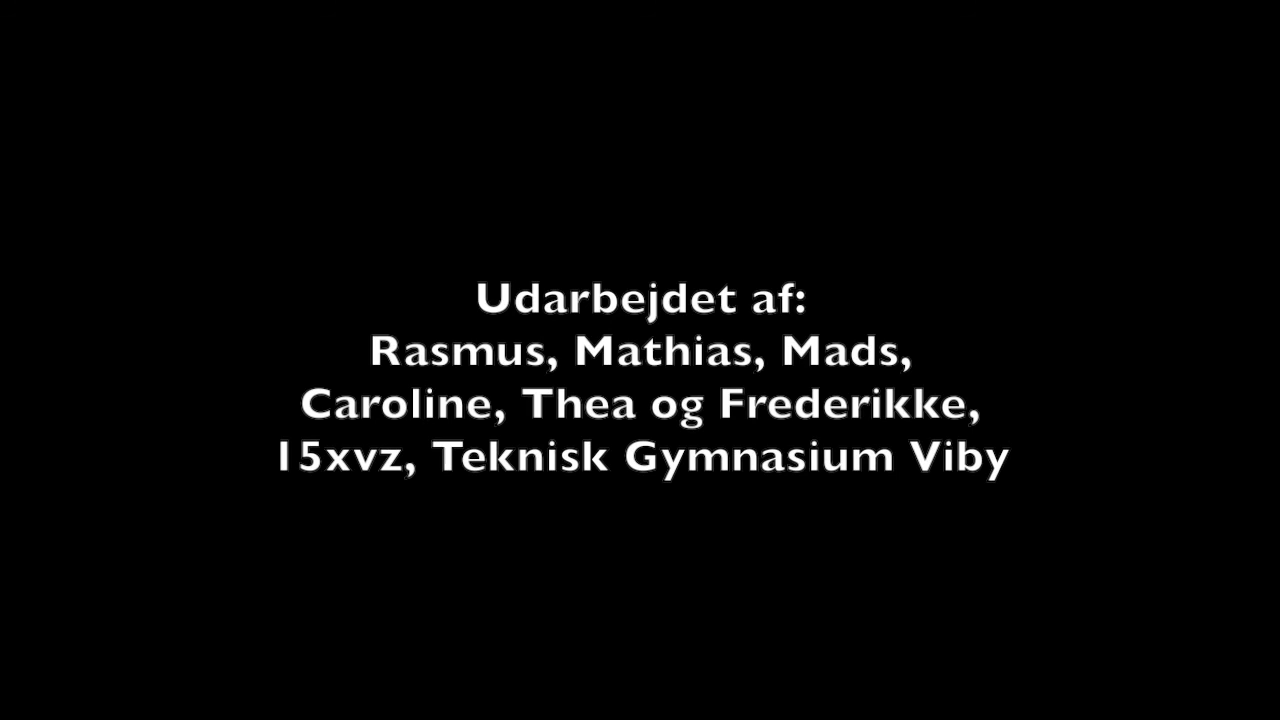 Udarbejdet af:
Rasmus, Mathias, Mads,
Caroline, Thea og Frederikke,
15xvz, Teknisk Gymnasium Viby